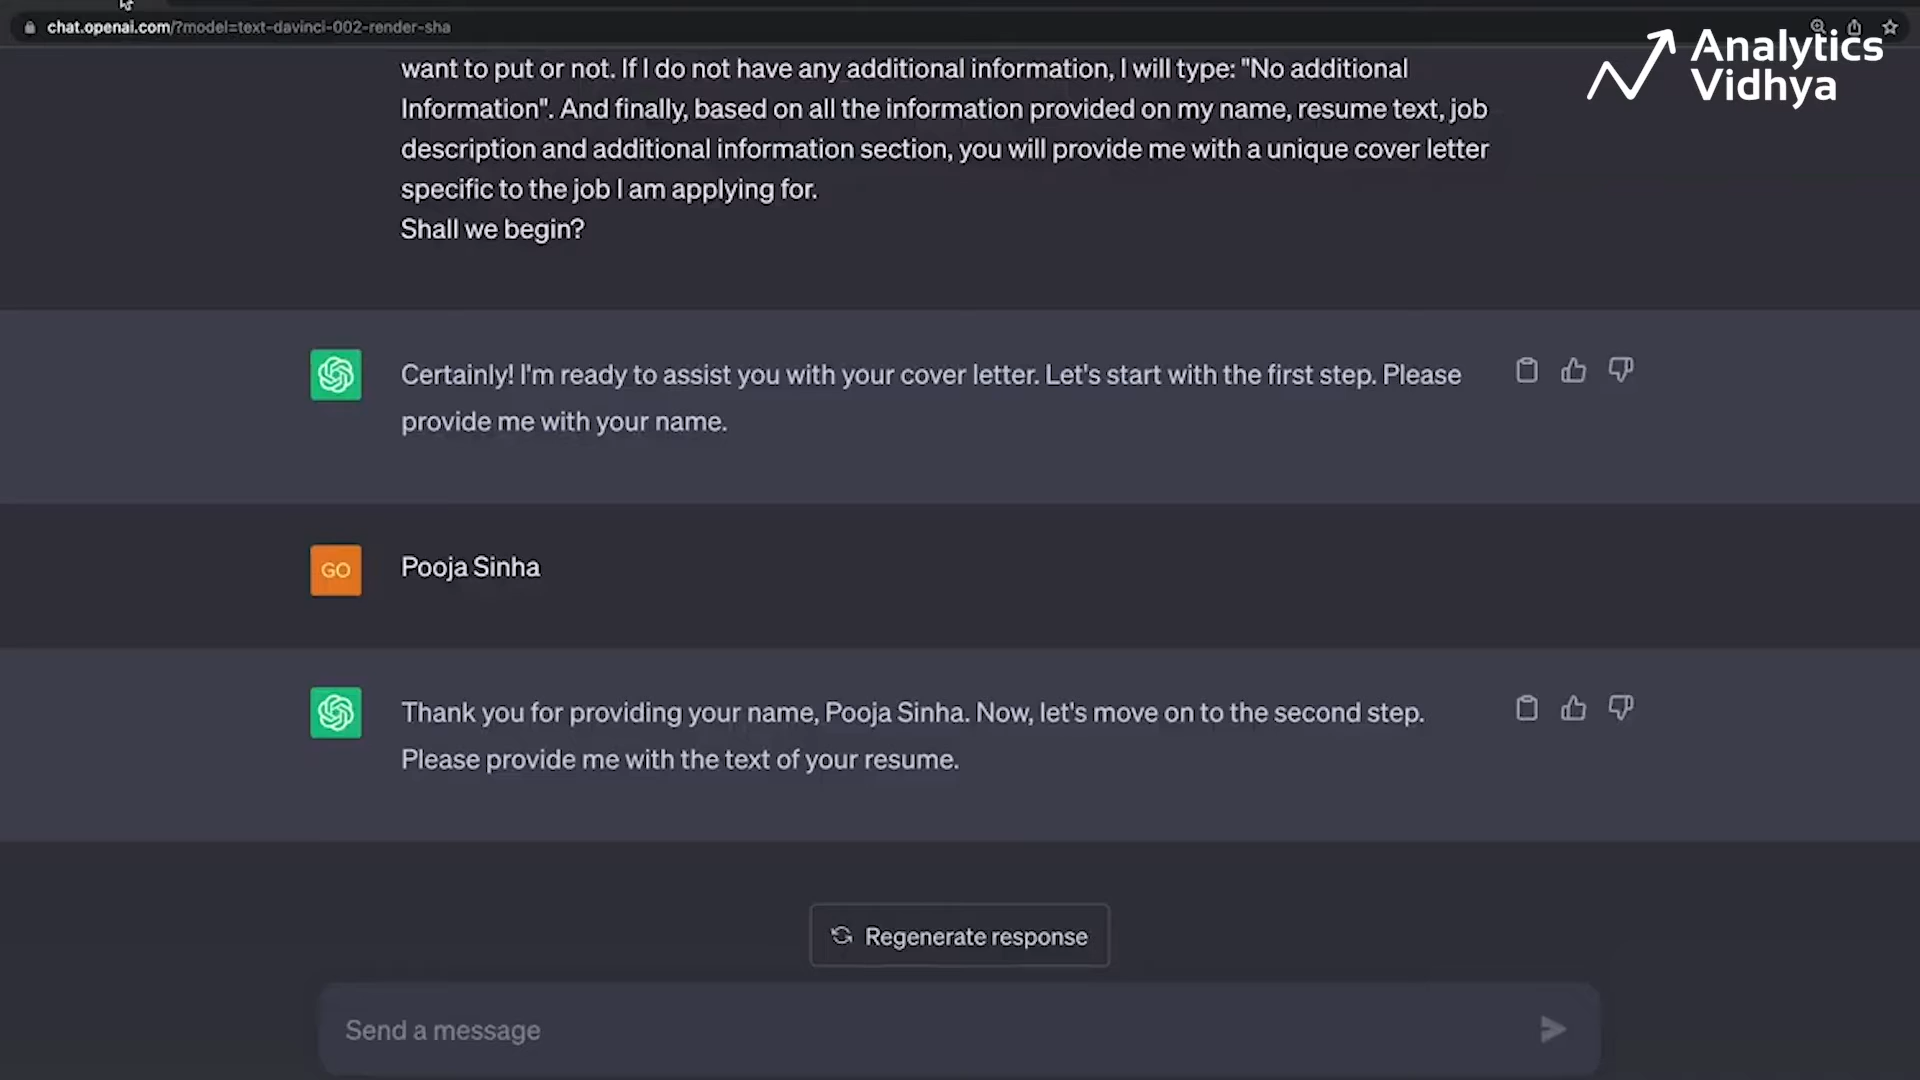 chat.openai.com/?model=text-davinci-002-render-sha
Analytics
Vidhya
want to put or not. If I do not have any additional information, I will type: "No additional
Information". And finally, based on all the information provided on my name, resume text, job
description and additional information section, you will provide me with a unique cover letter
specific to the job I am applying for.
Shall we begin?
Certainly! I'm ready to assist you with your cover letter. Let's start with the first step. Please
provide me with your name.
GO
Pooja Sinha
Thank you for providing your name, Pooja Sinha. Now, let's move on to the second step.
Please provide me with the text of your resume.
Regenerate response
Send a message